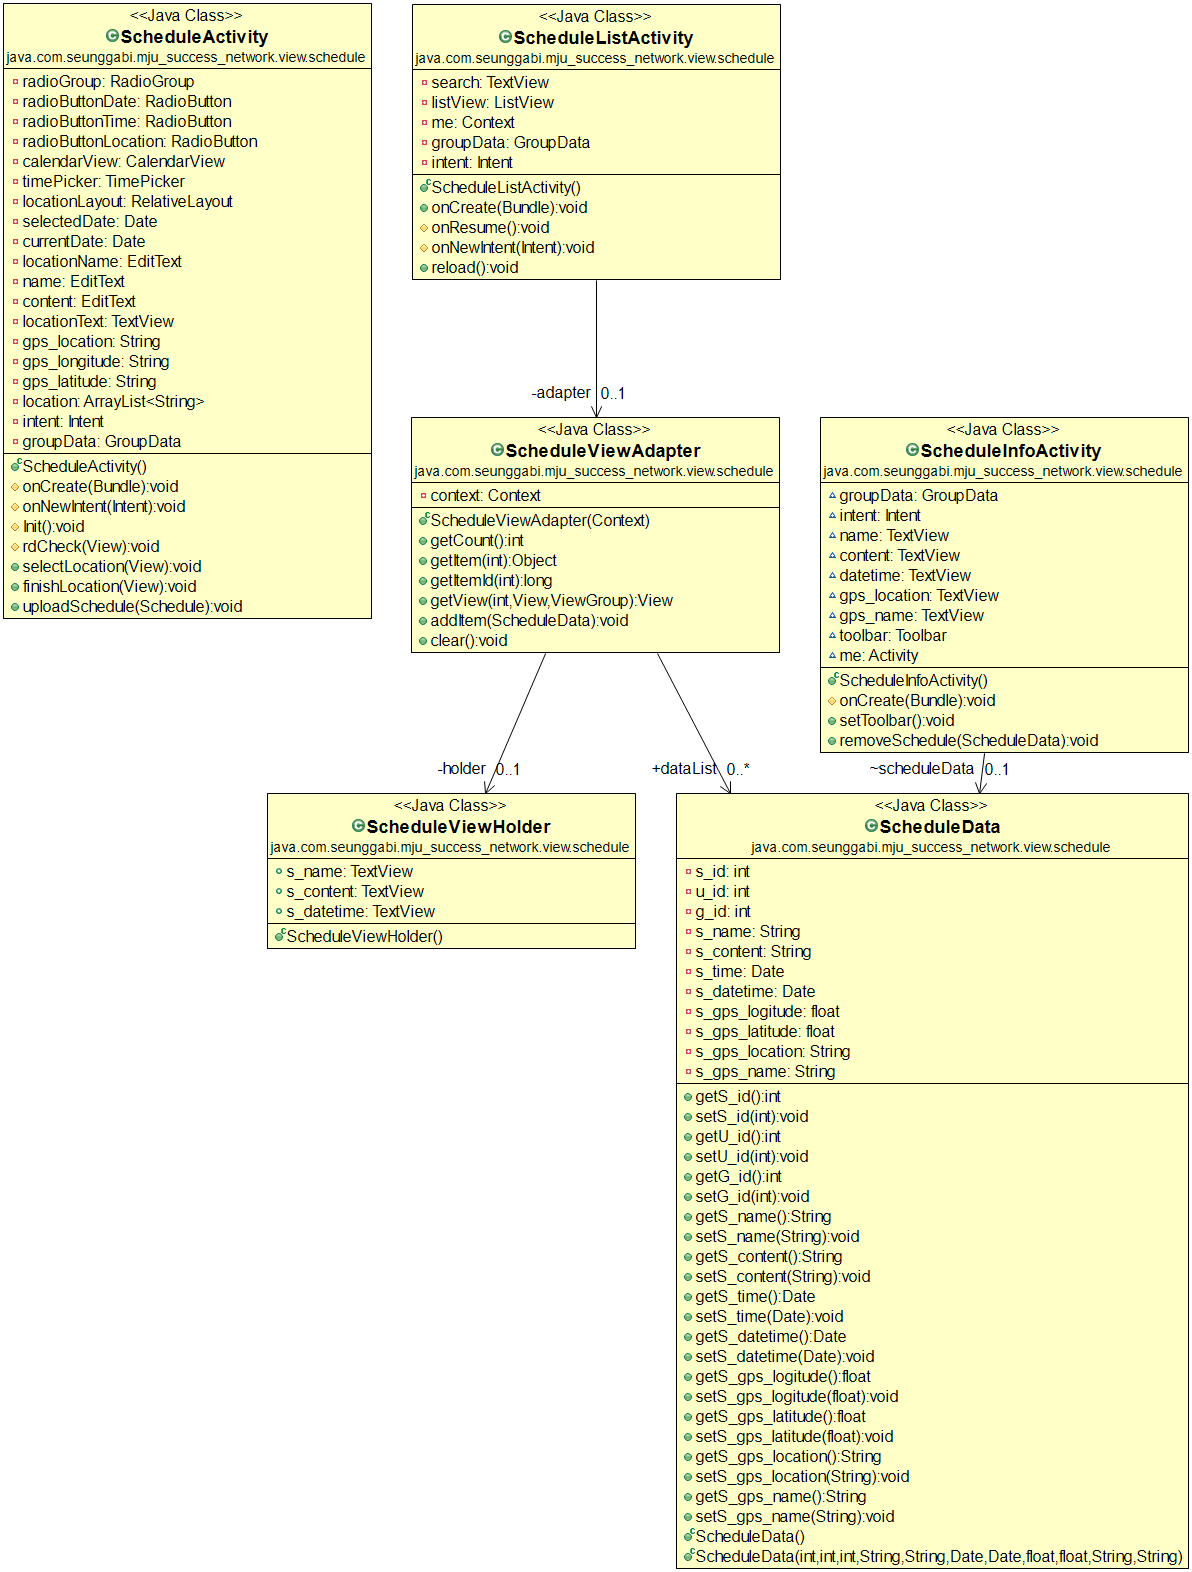 <<Java Class>>
ScheduleActivity
java.com.seunggabi.mju_success_network.view.schedule
radioGroup: RadioGroup
radioButtonDate: RadioButton
radioButtonTime: RadioButton
radioButtonLocation: RadioButton
calendarView: CalendarView
timePicker: TimePicker
locationLayout: RelativeLayout
selectedDate: Date
currentDate: Date
locationName: EditText
name: EditText
content: EditText
locationText: TextView
gps_location: String
gps_longitude: String
gps_latitude: String
location: ArrayList<String>
intent: Intent
groupData: GroupData
ScheduleActivity()
onCreate(Bundle):void
onNewIntent(Intent):void
Init():void
rdCheck(View):void
selectLocation(View):void
finishLocation(View):void
uploadSchedule(Schedule):void
<<Java Class>>
ScheduleListActivity
java.com.seunggabi.mju_success_network.view.schedule
search: TextView
listView: ListView
me: Context
groupData: GroupData
intent: Intent
ScheduleListActivity()
onCreate(Bundle):void
onResume():void
onNewIntent(Intent):void
reload():void
-adapter 0..1
<<Java Class>>
ScheduleViewAdapter
java.com.seunggabi.mju_success_network.view.schedule
context: Context
ScheduleViewAdapter(Context)
getCount():int
getItem(int):Object
getItemId(int):long
getView(int,View,ViewGroup):View
addItem(ScheduleData):void
clear():void
<<Java Class>>
ScheduleInfoActivity
java.com.seunggabi.mju_success_network.view.schedule
groupData: GroupData
intent: Intent
name: TextView
content: TextView
datetime: TextView
gps_location: TextView
gps_name: TextView
toolbar: Toolbar
me: Activity
ScheduleInfoActivity()
onCreate(Bundle):void
setToolbar():void
removeSchedule(ScheduleData):void
-holder 0..1
+dataList 0..*
~scheduleData 0..1
<<Java Class>>
ScheduleViewHolder
java.com.seunggabi.mju_success_network.view.schedule
s_name: TextView
s_content: TextView
s_datetime: TextView
ScheduleViewHolder()
<<Java Class>>
ScheduleData
java.com.seunggabi.mju_success_network.view.schedule
s_id: int
u_id: int
g_id: int
s_name: String
s_content: String
s_time: Date
s_datetime: Date
s_gps_logitude: float
s_gps_latitude: float
s_gps_location: String
s_gps_name: String
getS_id():int
setS_id(int):void
getU_id():int
setU_id(int):void
getG_id():int
setG_id(int):void
getS_name():String
setS_name(String):void
getS_content():String
setS_content(String):void
getS_time():Date
setS_time(Date):void
getS_datetime():Date
setS_datetime(Date):void
getS_gps_logitude():float
setS_gps_logitude(float):void
getS_gps_latitude():float
setS_gps_latitude(float):void
getS_gps_location():String
setS_gps_location(String):void
getS_gps_name():String
setS_gps_name(String):void
ScheduleData()
ScheduleData(int,int,int,String,String,Date,Date,float,float,String,String)